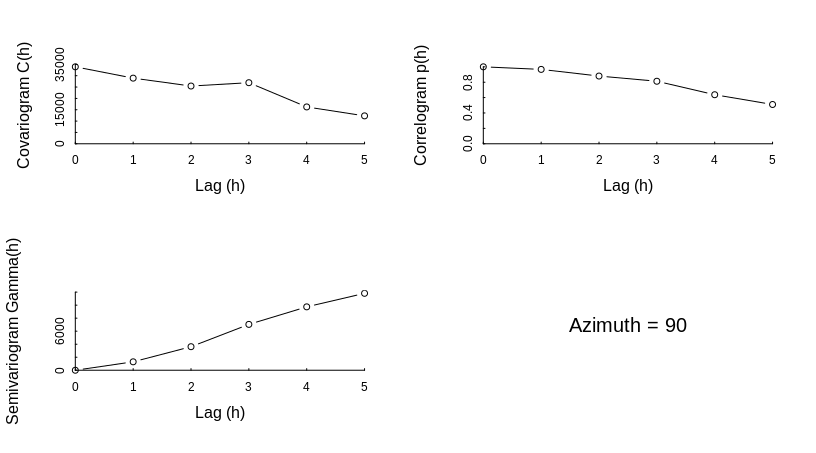 Covariogram C(h)
0 15000 35000
0 1 2 3 4 5
Lag (h)
Correlogram p(h)
0.0 0.4 0.8
0 1 2 3 4 5
Lag (h)
Semivariogram Gamma(h)
0 6000
0 1 2 3 4 5
Lag (h)
Azimuth = 90